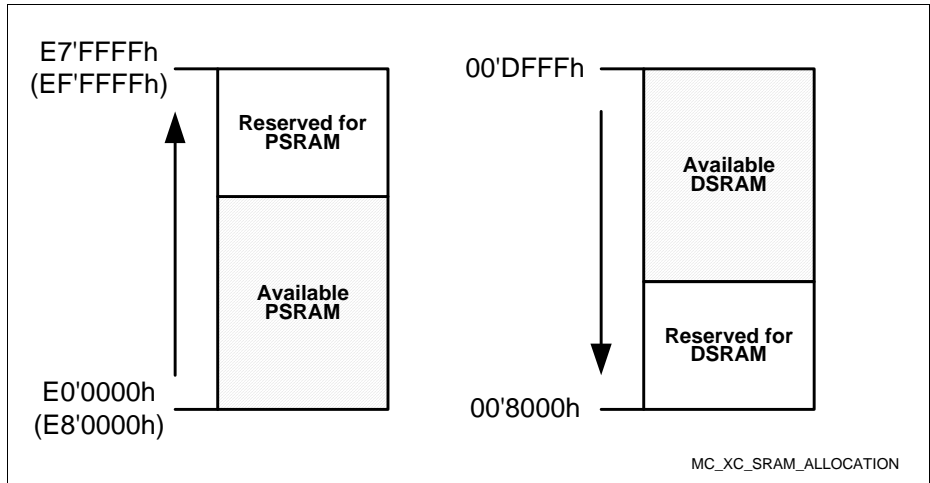 E7'FFFFh
(EF'FFFFh)
Reserved for
PSRAM
Available
PSRAM
E0'0000h
(E8'0000h)
00'DFFFh
Available
DSRAM
Reserved for
DSRAM
00'8000h
MC_XC_SRAM_ALLOCATION